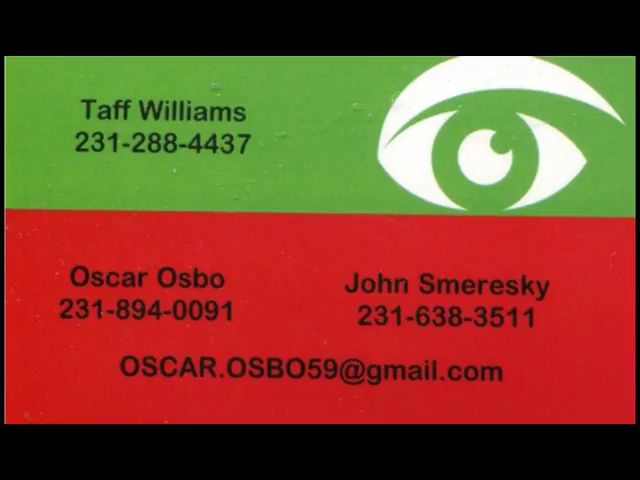 Taff Williams
231-288-4437
Oscar Osbo
231-894-0091
John Smeresky
231-638-3511
OSCAR.OSBO59@gmail.com